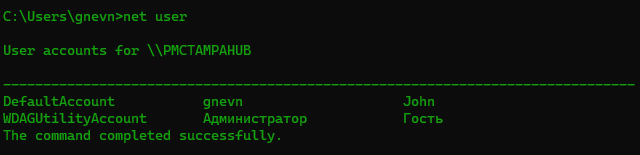 C:\Users\gnevn>net user
User accounts for \\PMCTAMPAHUB
-------------------------------------------------------------------------------
DefaultAccount           gnevn                    John
WDAGUtilityAccount       Администратор            Гость
The command completed successfully.